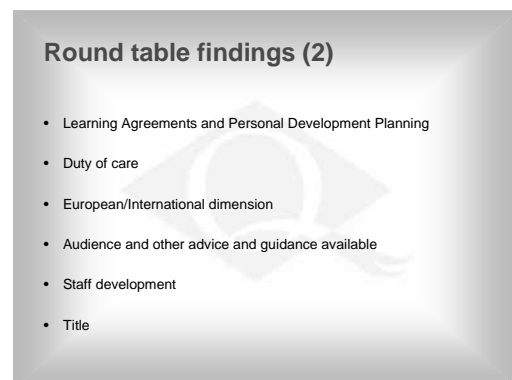 Round table findings (2)
• Learning Agreements and Personal Development Planning
• Duty of care
• European/International dimension
• Audience and other advice and guidance available
• Staff development
• Title